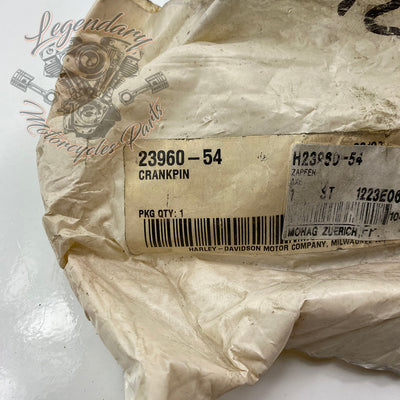 Legendary
Motorcycles Parts
23960-54
CRANKPIN
PKG QTY: 1
HARLEY-DAVIDSON MOTOR COMPANY, MILWAUKEE
H23960-54
ZAPFEN
1 ST 1223E06
MOHAG ZUERICH